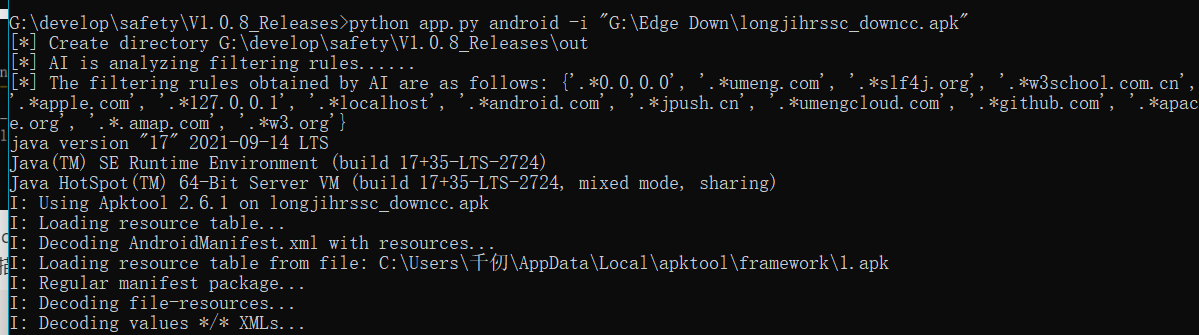 G:\develop\safety\V1.0.8_Releases>python app.py android -i "G:\Edge Down\longjihrssc_downcc.apk"
[*] Create directory G:\develop\safety\V1.0.8_Releases\out
[*] AI is analyzing filtering rules......
[*] The filtering rules obtained by AI are as follows: {'.*0.0.0.0', '.*umeng.com', '.*slf4j.org', '.*w3school.com.cn',
'.*apple.com', '.*127.0.0.1', '.*localhost', '.*android.com', '.*jpush.cn', '.*umengcloud.com', '.*github.com', '.*apac
e.org', '.*.amap.com', '.*w3.org'}
java version "17" 2021-09-14 LTS
Java(TM) SE Runtime Environment (build 17+35-LTS-2724)
Java HotSpot(TM) 64-Bit Server VM (build 17+35-LTS-2724, mixed mode, sharing)
I: Using Apktool 2.6.1 on longjihrssc_downcc.apk
I: Loading resource table...
I: Decoding AndroidManifest.xml with resources...
I: Loading resource table from file: C:\Users\千仞\AppData\Local\apktool\framework\1.apk
I: Regular manifest package...
I: Decoding file-resources...
I: Decoding values */* XMLs...